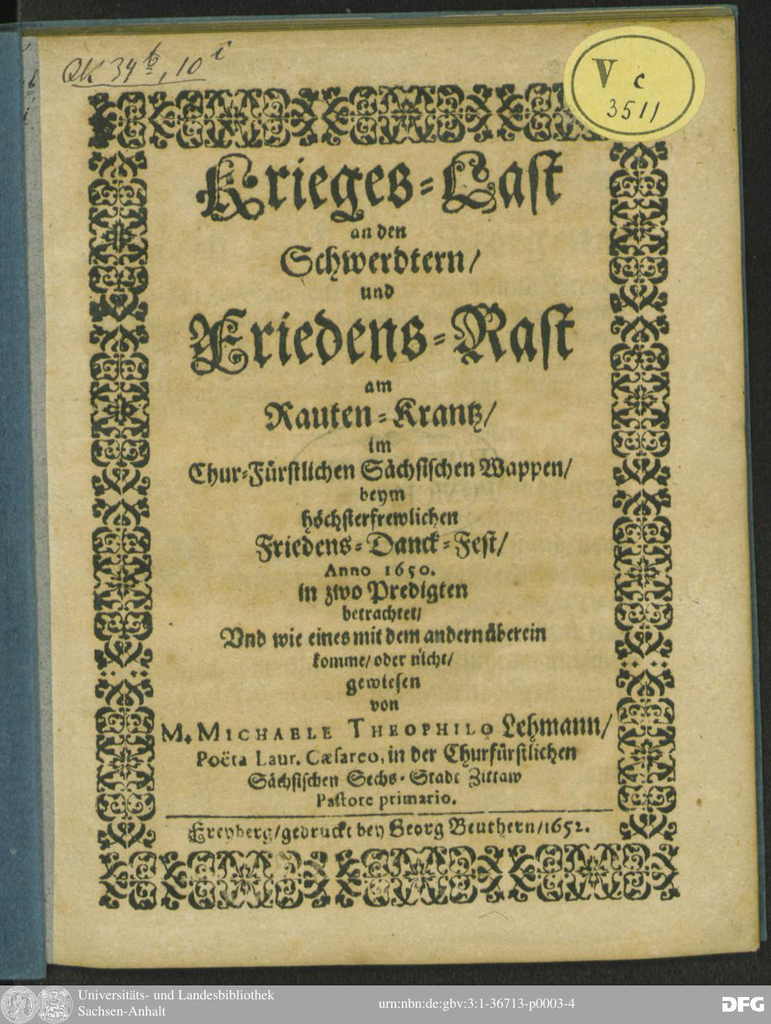 QK 34b, 10 i
V c
3511
Krieges-Last
an den
Schwerdtern/
und
Friedens-Rast
am
Rauten-Krantz/
im
Chur-Fürstlichen Sächsischen Wappen/
beym
höchsterfrewlichen
Friedens-Danck-Fest/
Anno 1650.
in zwo Predigten
betrachtet/
Vnd wie eines mit dem andern überein
komme/ oder nicht/
gewiesen
von
M. MICHAELE THEOPHILO Lehmann/
Poëta Laur. Cæsareo, in der Churfürstlichen
Sächsischen Sechs-Stadt Zittaw
Pastore primario.
Freyberg/ gedruckt bey Georg Beuthern/ 1652.
Universitäts- und Landesbibliothek
Sachsen-Anhalt
urn:nbn:de:gbv:3:1-36713-p0003-4
DFG